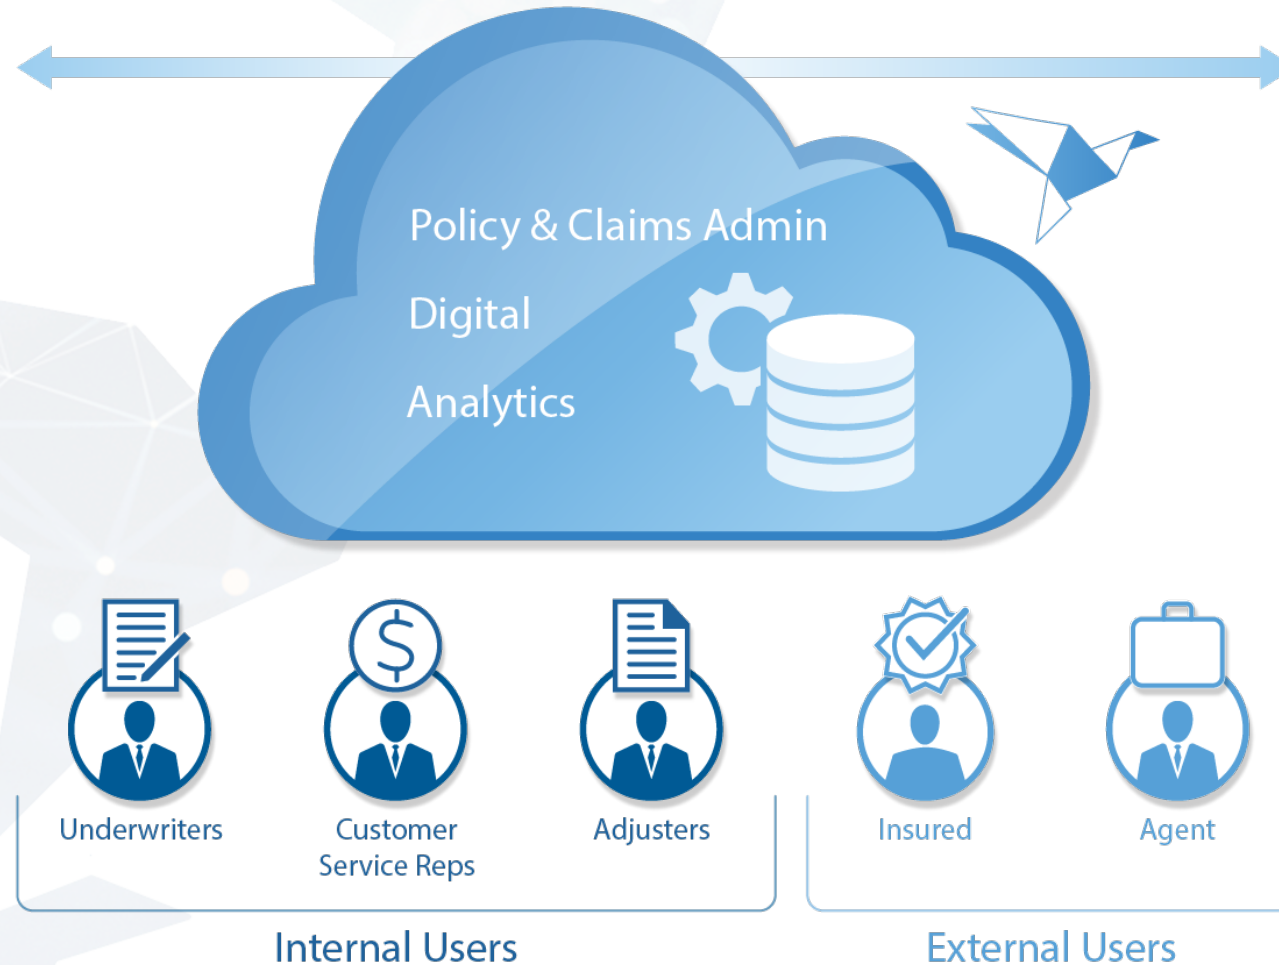 Policy & Claims Admin
Digital
Analytics
$
Underwriters
Customer
Service Reps
Adjusters
Insured
Agent
Internal Users
External Users